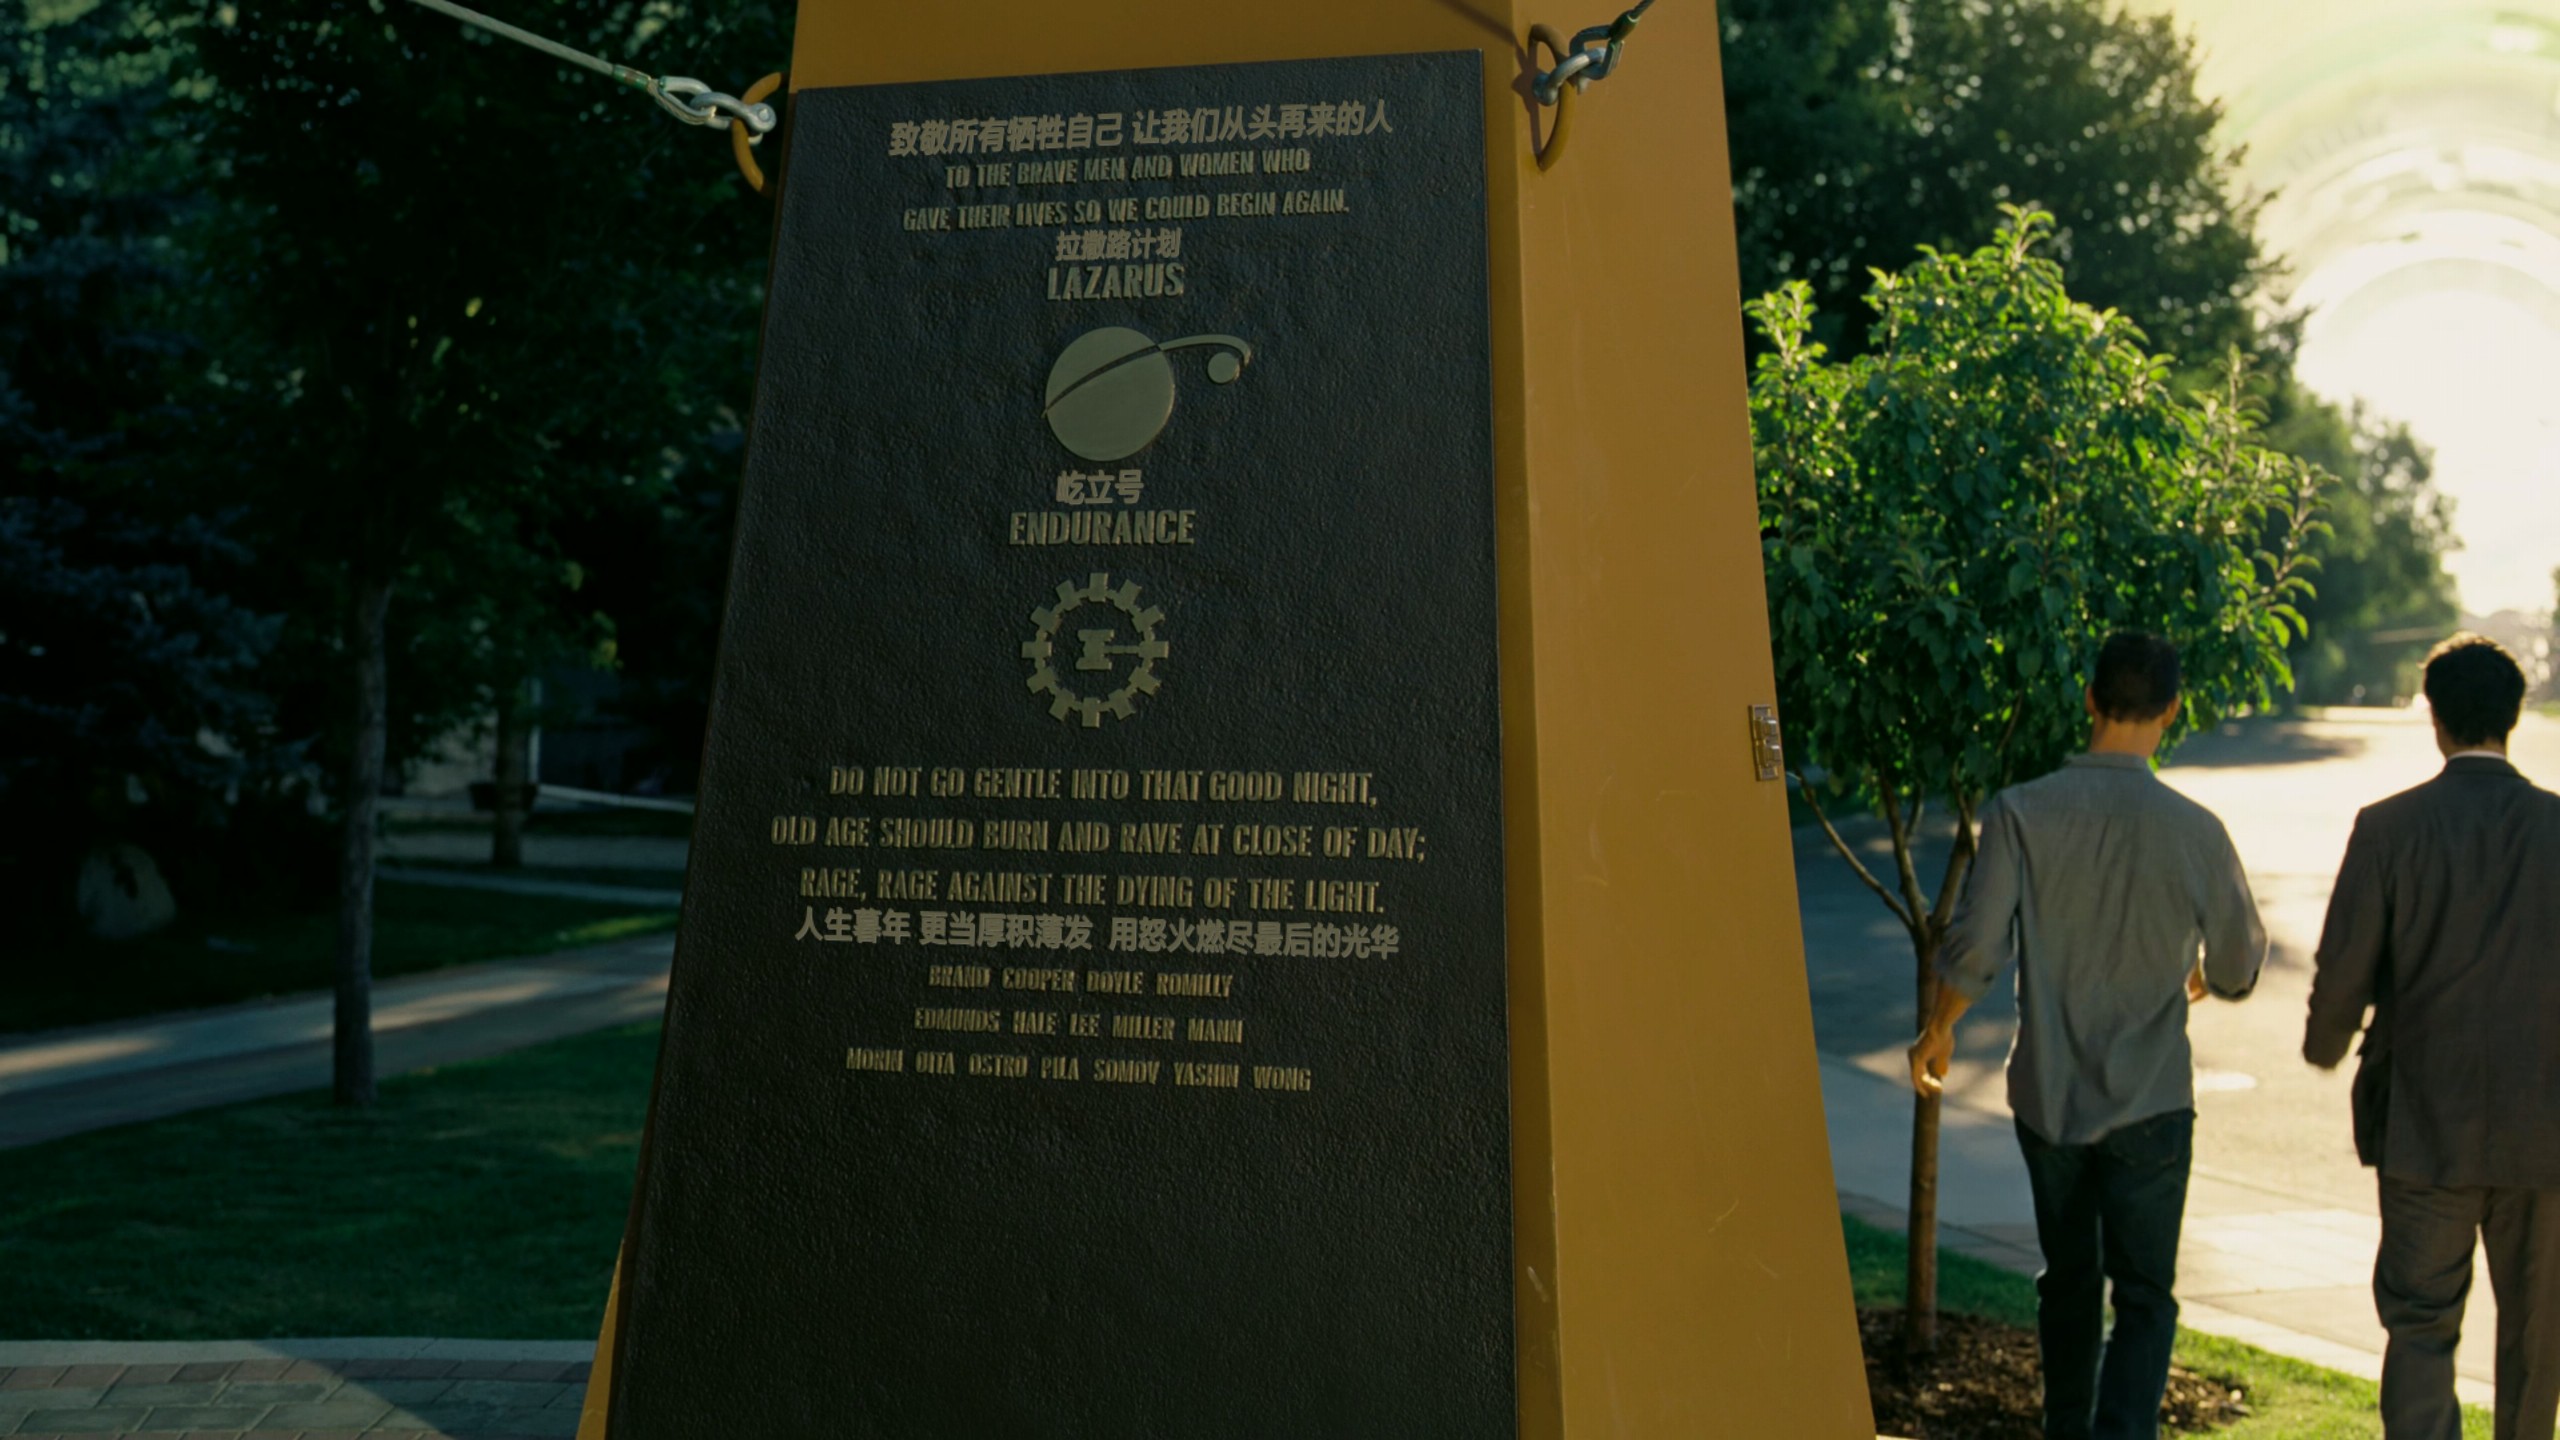 致敬所有牺牲自己 让我们从头再来的人
TO THE BRAVE MEN AND WOMEN WHO
GAVE THEIR LIVES SO WE COULD BEGIN AGAIN.
拉撒路计划
LAZARUS
屹立号
ENDURANCE
DO NOT GO GENTLE INTO THAT GOOD NIGHT,
OLD AGE SHOULD BURN AND RAVE AT CLOSE OF DAY;
RAGE, RAGE AGAINST THE DYING OF THE LIGHT.
人生暮年 更当厚积薄发 用怒火燃尽最后的光华
BRAND COOPER DOYLE ROMILLY
EDMUNDS HALE LEE MILLER MANN
MORIN OITA OSTRO PILA SOMOV YASHIN WONG